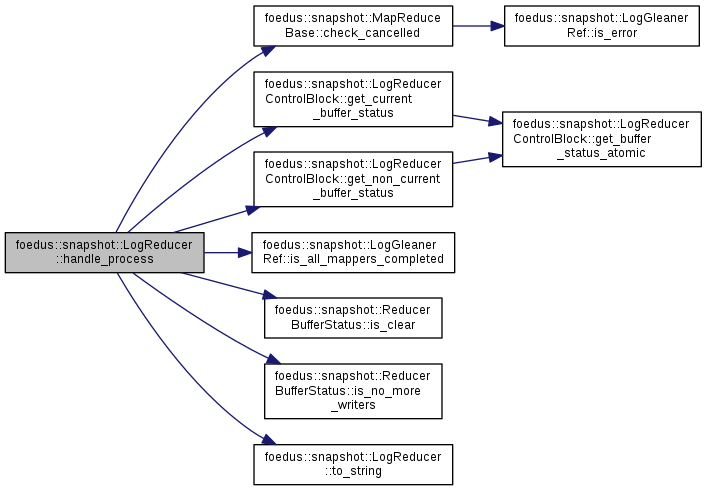 foedus::snapshot::MapReduce
Base::check_cancelled
foedus::snapshot::LogGleaner
Ref::is_error
foedus::snapshot::LogReducer
ControlBlock::get_current
_buffer_status
foedus::snapshot::LogReducer
ControlBlock::get_buffer
_status_atomic
foedus::snapshot::LogReducer
ControlBlock::get_non_current
_buffer_status
foedus::snapshot::LogReducer
::handle_process
foedus::snapshot::LogGleaner
Ref::is_all_mappers_completed
foedus::snapshot::Reducer
BufferStatus::is_clear
foedus::snapshot::Reducer
BufferStatus::is_no_more
_writers
foedus::snapshot::LogReducer
::to_string